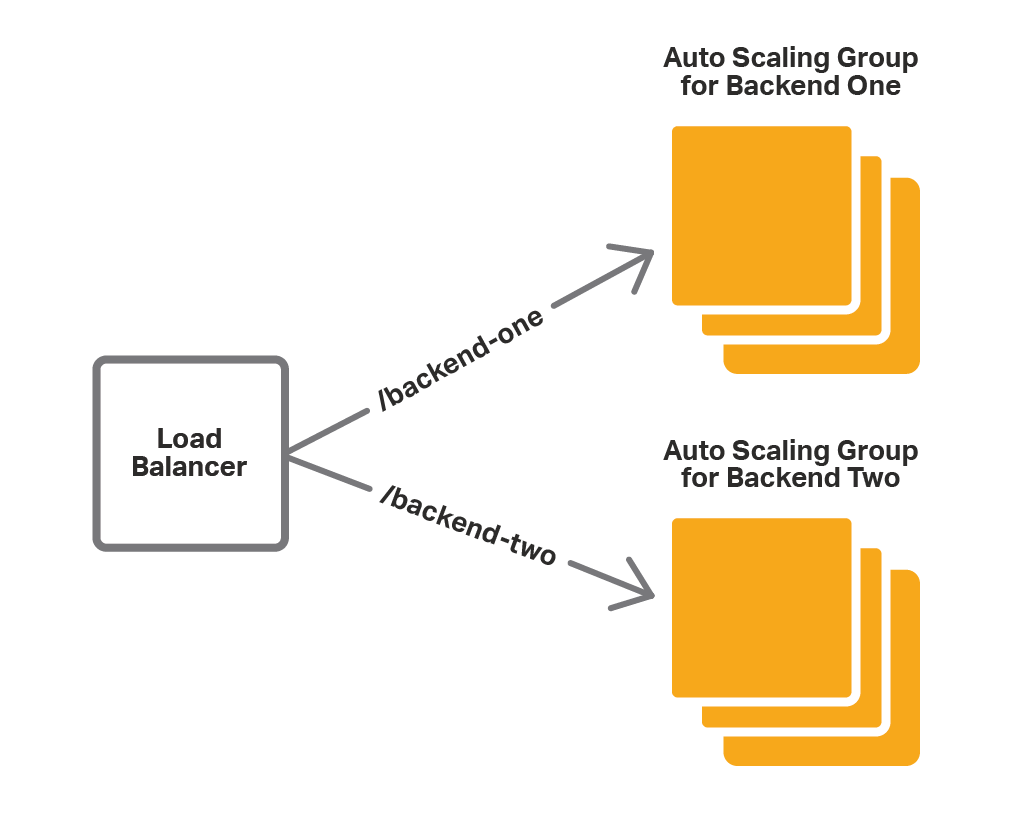 Auto Scaling Group
for Backend One
/backend-one
Load
Balancer
/backend-two
Auto Scaling Group
for Backend Two